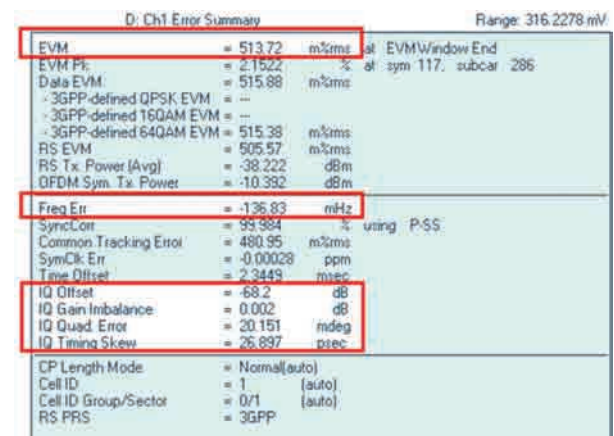 D: Ch1 Error Summary Range: 316.2278 mV
EVM = 513.72 m%rms at EVMWindow End
EVM Pk = 2.1522 % at sym 117, subcar 286
Data EVM = 515.88 m%rms
- 3GPP-defined QPSK EVM = ---
- 3GPP-defined 16QAM EVM = ---
- 3GPP-defined 64QAM EVM = 515.38 m%rms
RS EVM = 505.57 m%rms
RS Tx. Power (Avg) = -38.222 dBm
OFDM Sym. Tx. Power = -10.392 dBm
Freq Err = -136.83 mHz
SyncCorr = 99.984 % using P-SS
Common Tracking Error = 480.95 m%rms
SymClk Err = -0.00028 ppm
Time Offset = 2.3449 msec
IQ Offset = -68.2 dB
IQ Gain Imbalance = 0.002 dB
IQ Quad. Error = 20.151 mdeg
IQ Timing Skew = 26.897 psec
CP Length Mode = Normal(auto)
Cell ID = 1 (auto)
Cell ID Group/Sector = 0/1 (auto)
RS PRS = 3GPP